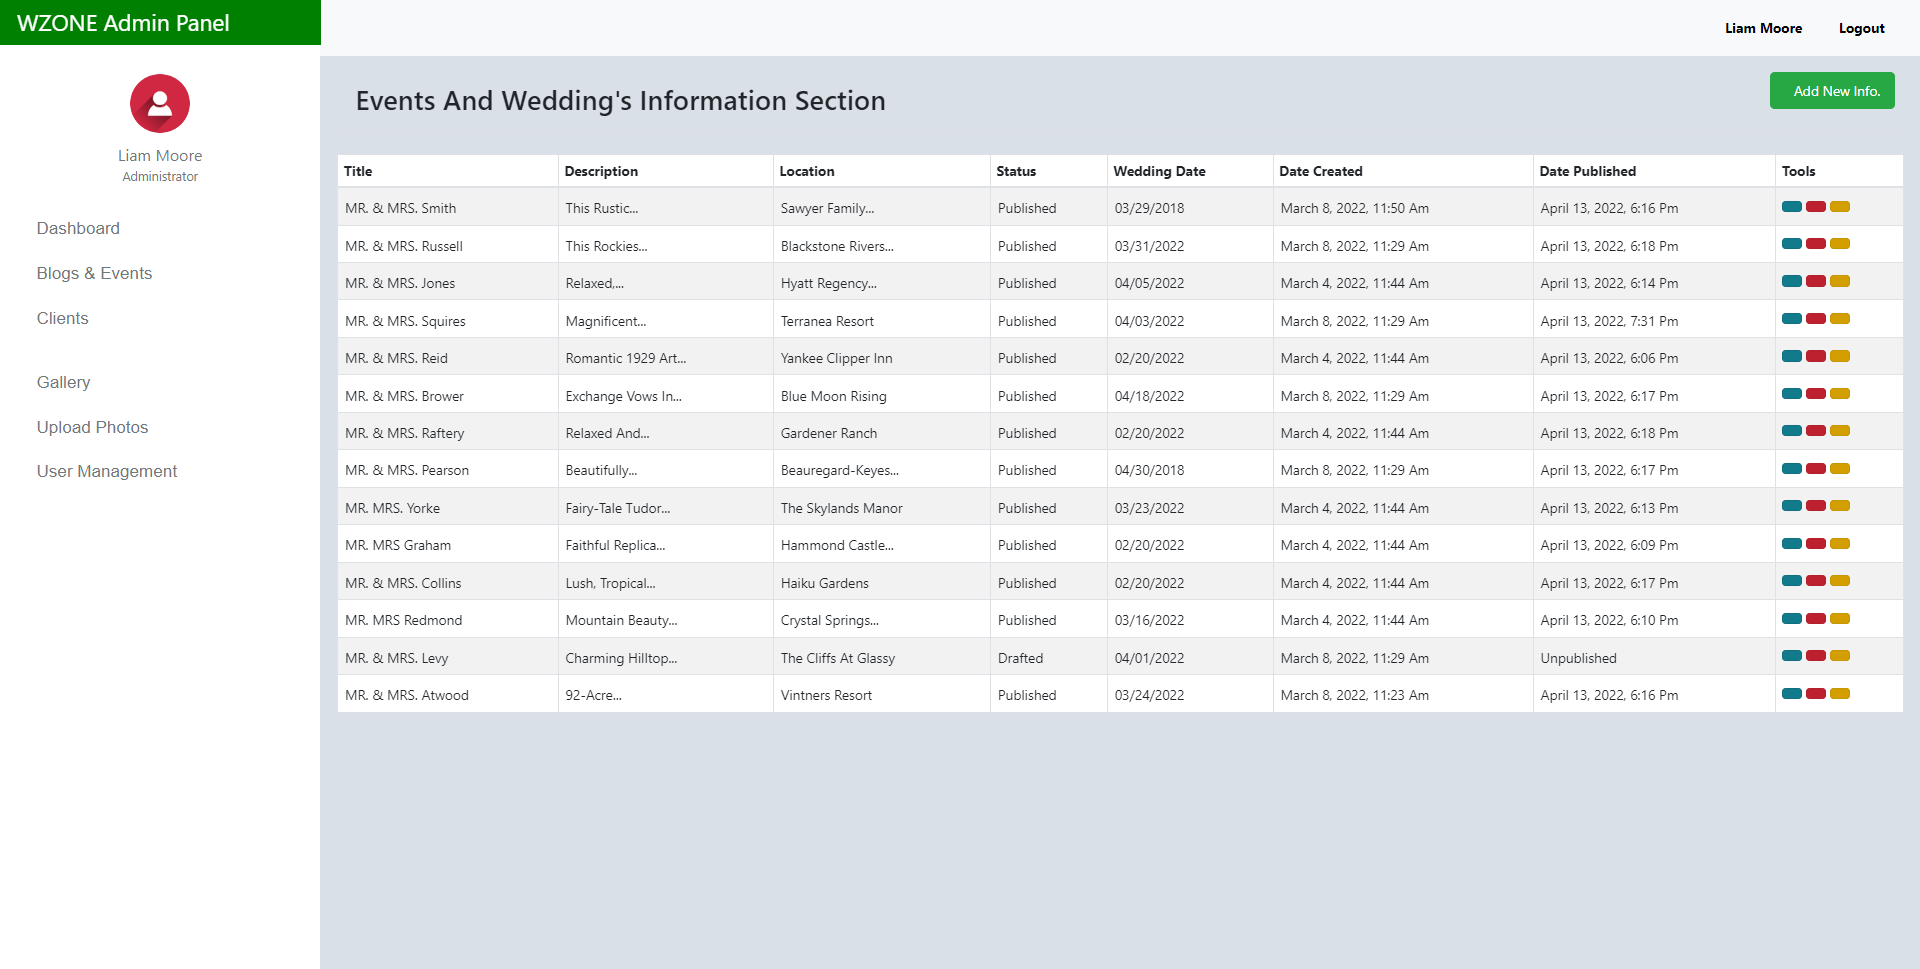 WZONE Admin Panel
Liam Moore Logout
Liam Moore
Administrator
Dashboard
Blogs & Events
Clients
Gallery
Upload Photos
User Management
Events And Wedding's Information Section
Add New Info.
Title Description Location Status Wedding Date Date Created Date Published Tools
MR. & MRS. Smith This Rustic... Sawyer Family... Published 03/29/2018 March 8, 2022, 11:50 Am April 13, 2022, 6:16 Pm
MR. & MRS. Russell This Rockies... Blackstone Rivers... Published 03/31/2022 March 8, 2022, 11:29 Am April 13, 2022, 6:18 Pm
MR. & MRS. Jones Relaxed,... Hyatt Regency... Published 04/05/2022 March 4, 2022, 11:44 Am April 13, 2022, 6:14 Pm
MR. & MRS. Squires Magnificent... Terranea Resort Published 04/03/2022 March 8, 2022, 11:29 Am April 13, 2022, 7:31 Pm
MR. & MRS. Reid Romantic 1929 Art... Yankee Clipper Inn Published 02/20/2022 March 4, 2022, 11:44 Am April 13, 2022, 6:06 Pm
MR. & MRS. Brower Exchange Vows In... Blue Moon Rising Published 04/18/2022 March 8, 2022, 11:29 Am April 13, 2022, 6:17 Pm
MR. & MRS. Raftery Relaxed And... Gardener Ranch Published 02/20/2022 March 4, 2022, 11:44 Am April 13, 2022, 6:18 Pm
MR. & MRS. Pearson Beautifully... Beauregard-Keyes... Published 04/30/2018 March 8, 2022, 11:29 Am April 13, 2022, 6:17 Pm
MR. MRS. Yorke Fairy-Tale Tudor... The Skylands Manor Published 03/23/2022 March 4, 2022, 11:44 Am April 13, 2022, 6:13 Pm
MR. MRS Graham Faithful Replica... Hammond Castle... Published 02/20/2022 March 4, 2022, 11:44 Am April 13, 2022, 6:09 Pm
MR. & MRS. Collins Lush, Tropical... Haiku Gardens Published 02/20/2022 March 4, 2022, 11:44 Am April 13, 2022, 6:17 Pm
MR. MRS Redmond Mountain Beauty... Crystal Springs... Published 03/16/2022 March 4, 2022, 11:44 Am April 13, 2022, 6:10 Pm
MR. & MRS. Levy Charming Hilltop... The Cliffs At Glassy Drafted 04/01/2022 March 8, 2022, 11:29 Am Unpublished
MR. & MRS. Atwood 92-Acre... Vintners Resort Published 03/24/2022 March 8, 2022, 11:23 Am April 13, 2022, 6:16 Pm